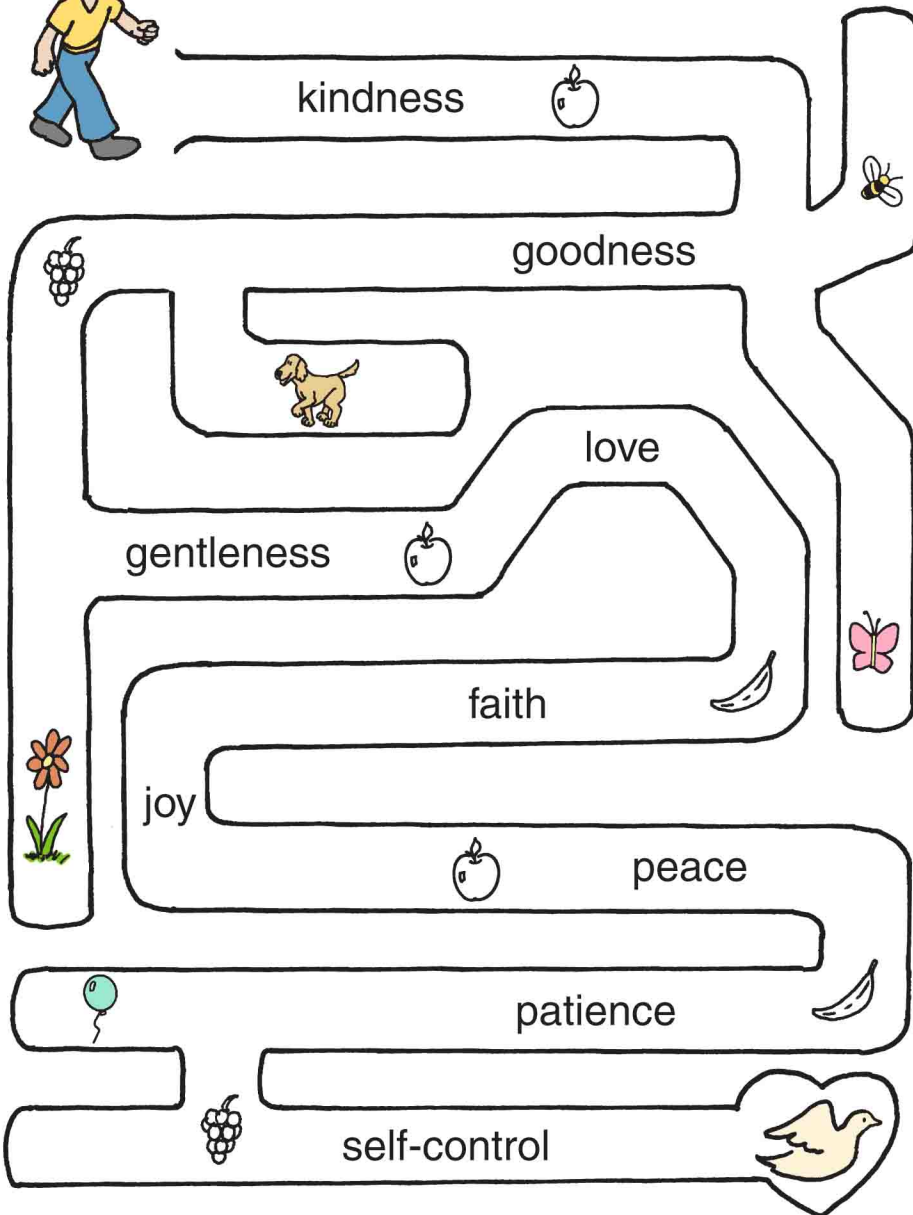 kindness
goodness
love
gentleness
faith
joy
peace
patience
self-control